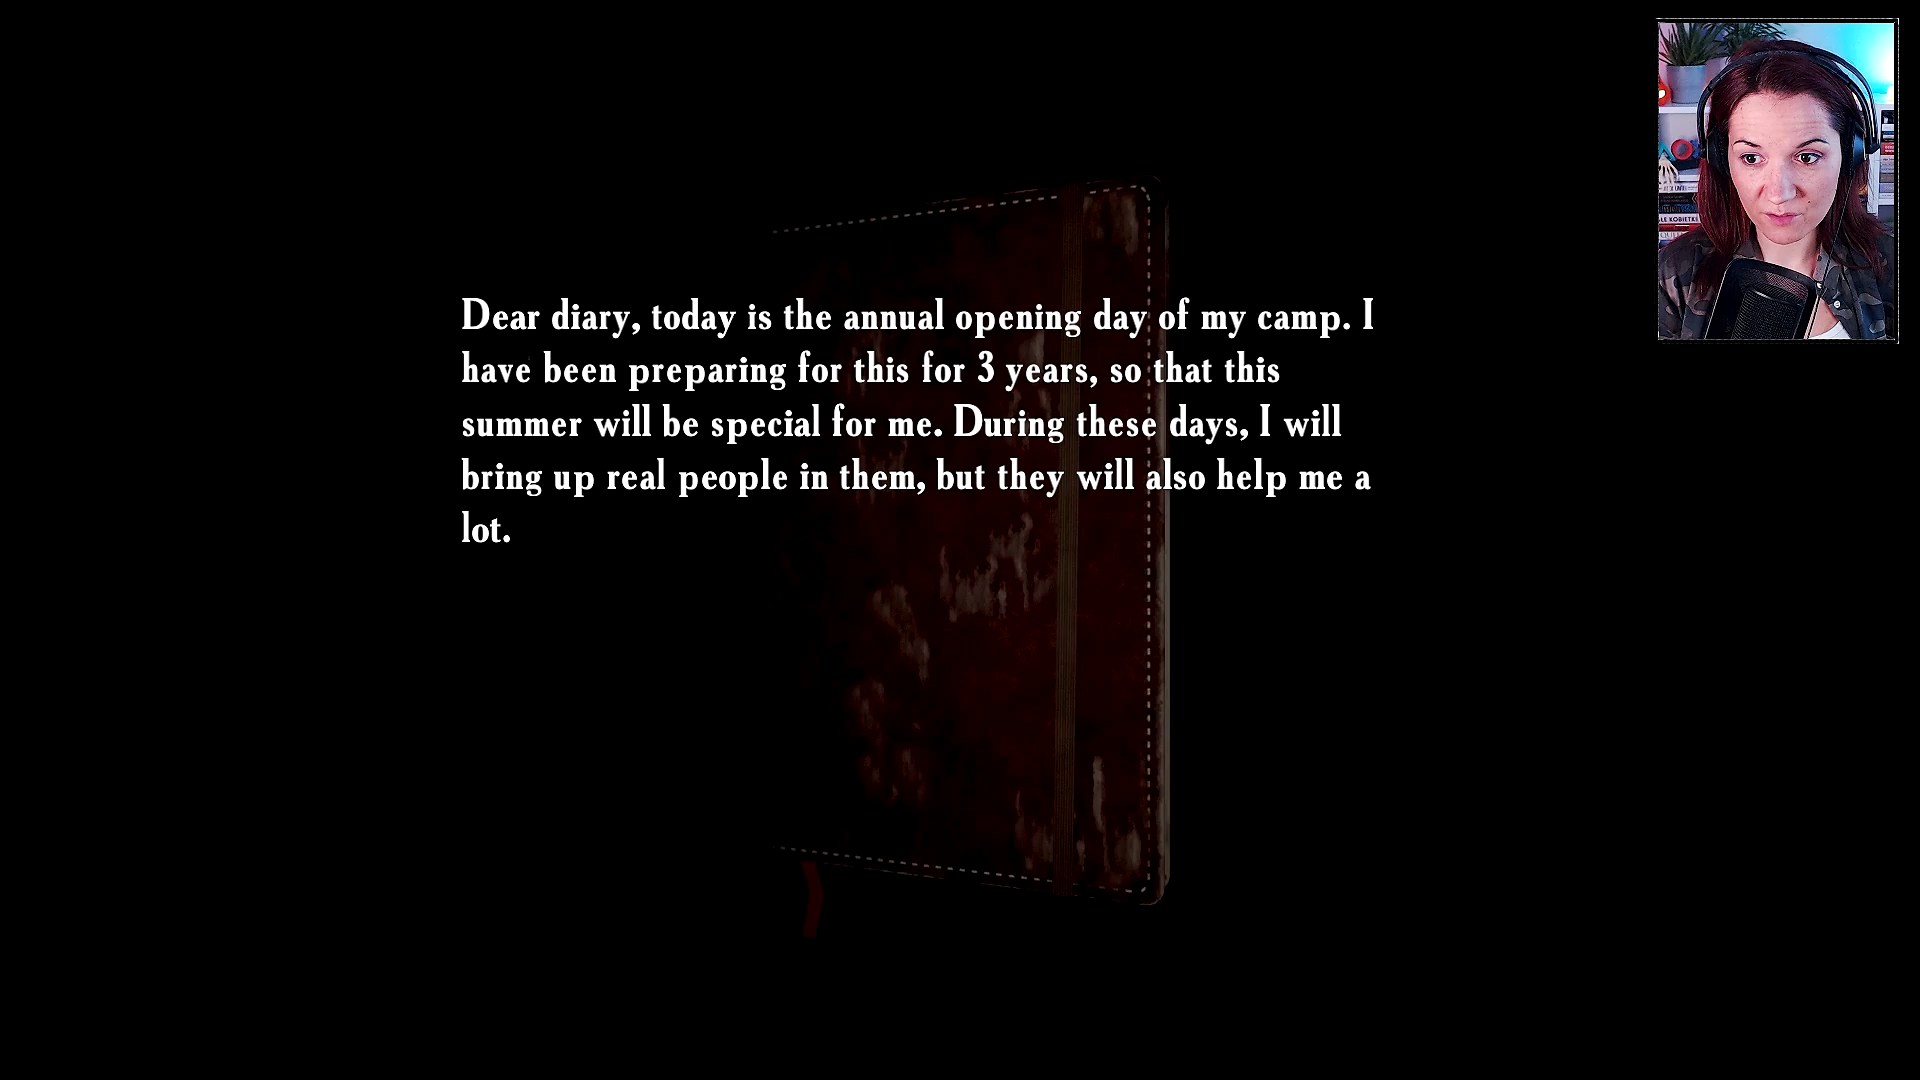 Dear diary, today is the annual opening day of my camp. I
have been preparing for this for 3 years, so that this
summer will be special for me. During these days, I will
bring up real people in them, but they will also help me a
lot.